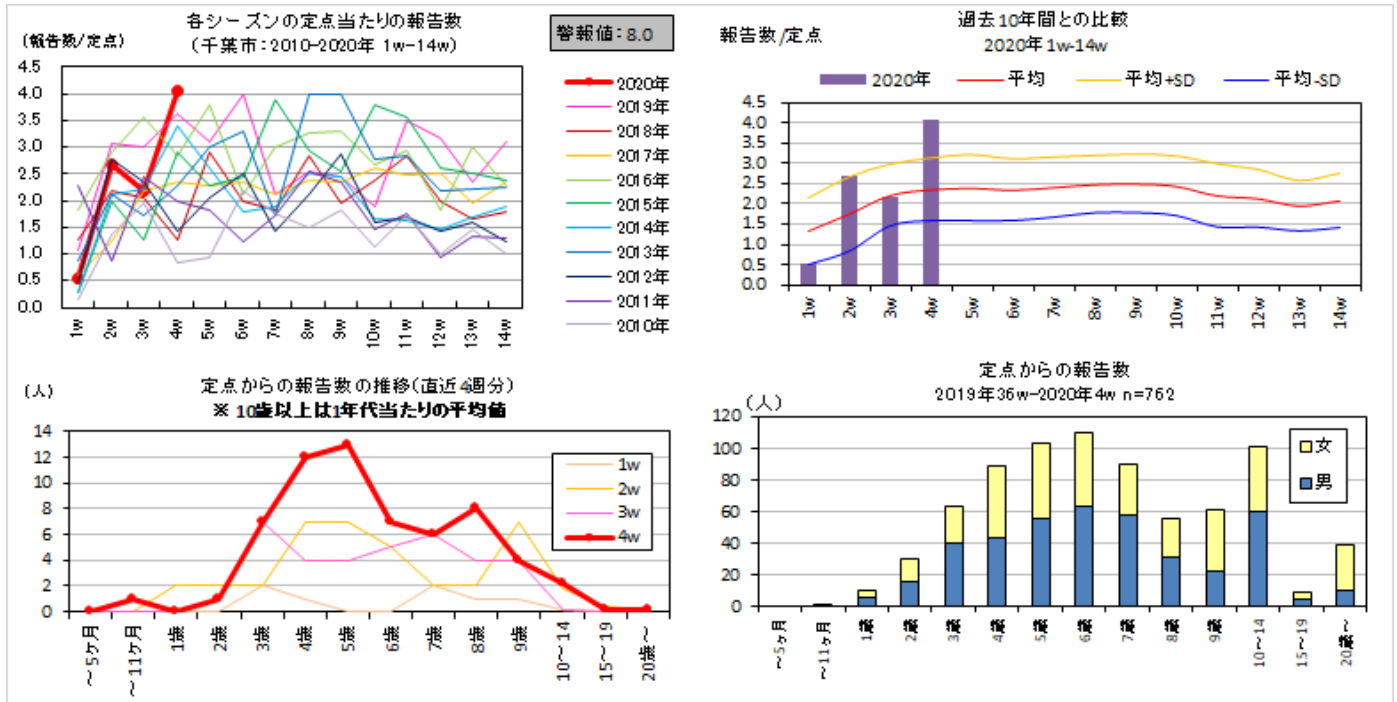 各シーズンの定点当たりの報告数
(千葉市:2010-2020年 1w-14w)
(報告数/定点)
警報値:8.0
4.5
4.0
3.5
3.0
2.5
2.0
1.5
1.0
0.5
0.0
1w
2w
3w
4w
5w
6w
7w
8w
9w
10w
11w
12w
13w
14w
2020年
2019年
2018年
2017年
2016年
2015年
2014年
2013年
2012年
2011年
2010年
過去10年間との比較
2020年 1w-14w
報告数/定点
2020年 平均 平均+SD 平均-SD
4.5
4.0
3.5
3.0
2.5
2.0
1.5
1.0
0.5
0.0
1w
2w
3w
4w
5w
6w
7w
8w
9w
10w
11w
12w
13w
14w
定点からの報告数の推移(直近4週分)
※ 10歳以上は1年代当たりの平均値
(人)
14
12
10
8
6
4
2
0
~5ヶ月
~11ヶ月
1歳
2歳
3歳
4歳
5歳
6歳
7歳
8歳
9歳
10~14
15~19
20歳~
1w
2w
3w
4w
定点からの報告数
2019年36w-2020年4w n=762
(人)
120
100
80
60
40
20
0
~5ヶ月
~11ヶ月
1歳
2歳
3歳
4歳
5歳
6歳
7歳
8歳
9歳
10~14
15~19
20歳~
女
男